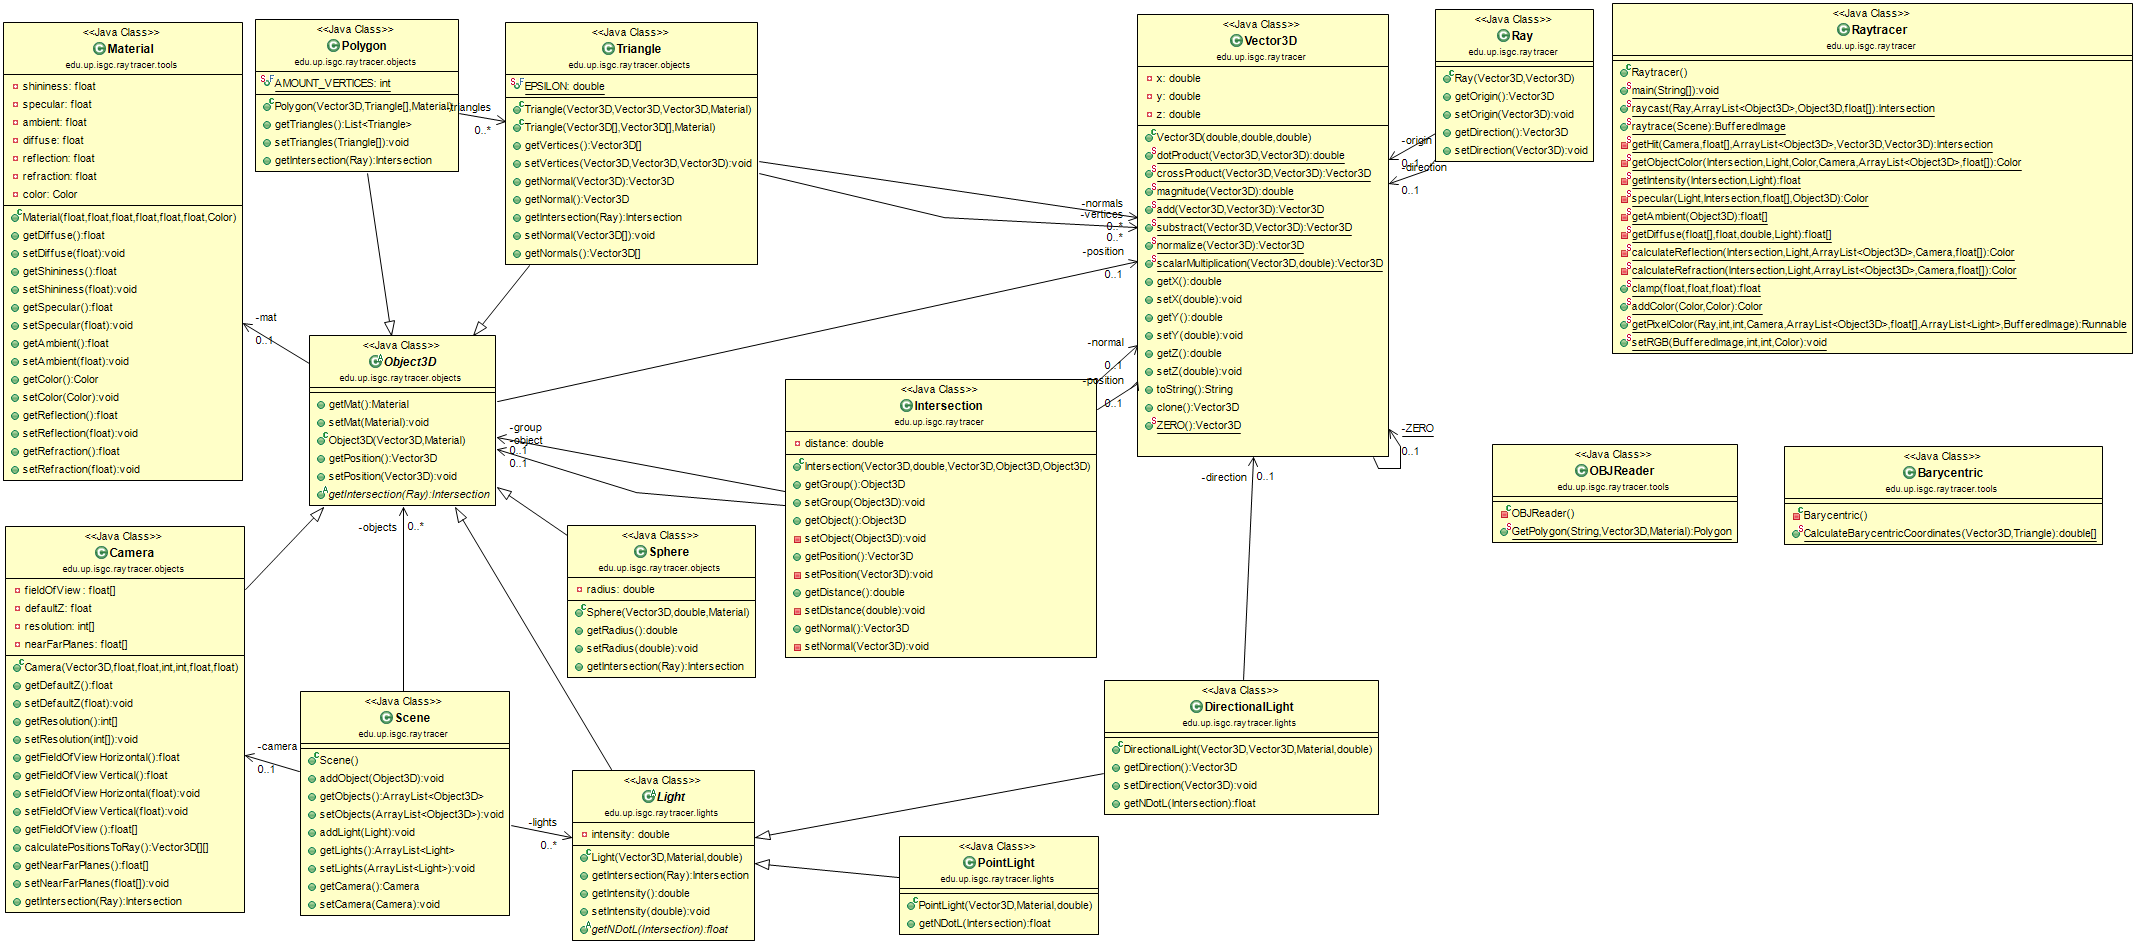 <<Java Class>>
Material
edu.up.isgc.raytracer.tools
shininess: float
specular: float
ambient: float
diffuse: float
reflection: float
refraction: float
color: Color
Material(float,float,float,float,float,float,Color)
getDiffuse():float
setDiffuse(float):void
getShininess():float
setShininess(float):void
getSpecular():float
setSpecular(float):void
getAmbient():float
setAmbient(float):void
getColor():Color
setColor(Color):void
getReflection():float
setReflection(float):void
getRefraction():float
setRefraction(float):void
<<Java Class>>
Polygon
edu.up.isgc.raytracer.objects
AMOUNT_VERTICES: int
Polygon(Vector3D,Triangle[],Material)
getTriangles():List<Triangle>
setTriangles(Triangle[]):void
getIntersection(Ray):Intersection
-triangles
0..*
<<Java Class>>
Triangle
edu.up.isgc.raytracer.objects
EPSILON: double
Triangle(Vector3D,Vector3D,Vector3D,Material)
Triangle(Vector3D[],Vector3D[],Material)
getVertices():Vector3D[]
setVertices(Vector3D,Vector3D,Vector3D):void
getNormal(Vector3D):Vector3D
getNormal():Vector3D
getIntersection(Ray):Intersection
setNormal(Vector3D[]):void
getNormals():Vector3D[]
-normals
-vertices
0..*
0..*
-position
0..1
<<Java Class>>
Vector3D
edu.up.isgc.raytracer
x: double
y: double
z: double
Vector3D(double,double,double)
dotProduct(Vector3D,Vector3D):double
crossProduct(Vector3D,Vector3D):Vector3D
magnitude(Vector3D):double
add(Vector3D,Vector3D):Vector3D
substract(Vector3D,Vector3D):Vector3D
normalize(Vector3D):Vector3D
scalarMultiplication(Vector3D,double):Vector3D
getX():double
setX(double):void
getY():double
setY(double):void
getZ():double
setZ(double):void
toString():String
clone():Vector3D
ZERO():Vector3D
-ZERO
0..1
<<Java Class>>
Ray
edu.up.isgc.raytracer
Ray(Vector3D,Vector3D)
getOrigin():Vector3D
setOrigin(Vector3D):void
getDirection():Vector3D
setDirection(Vector3D):void
-origin
0..1
-direction
0..1
<<Java Class>>
Raytracer
edu.up.isgc.raytracer
Raytracer()
main(String[]):void
raycast(Ray,ArrayList<Object3D>,Object3D,float[]):Intersection
raytrace(Scene):BufferedImage
getHit(Camera,float[],ArrayList<Object3D>,Vector3D,Vector3D):Intersection
getObjectColor(Intersection,Light,Color,Camera,ArrayList<Object3D>,float[]):Color
getIntensity(Intersection,Light):float
specular(Light,Intersection,float[],Object3D):Color
getAmbient(Object3D):float[]
getDiffuse(float[],float,double,Light):float[]
calculateReflection(Intersection,Light,ArrayList<Object3D>,Camera,float[]):Color
calculateRefraction(Intersection,Light,ArrayList<Object3D>,Camera,float[]):Color
clamp(float,float,float):float
addColor(Color,Color):Color
getPixelColor(Ray,int,int,Camera,ArrayList<Object3D>,float[],ArrayList<Light>,BufferedImage):Runnable
setRGB(BufferedImage,int,int,Color):void
-mat
0..1
<<Java Class>>
Object3D
edu.up.isgc.raytracer.objects
getMat():Material
setMat(Material):void
Object3D(Vector3D,Material)
getPosition():Vector3D
setPosition(Vector3D):void
getIntersection(Ray):Intersection
-group
-object
0..1
0..1
<<Java Class>>
Intersection
edu.up.isgc.raytracer
distance: double
Intersection(Vector3D,double,Vector3D,Object3D,Object3D)
getGroup():Object3D
setGroup(Object3D):void
getObject():Object3D
setObject(Object3D):void
getPosition():Vector3D
setPosition(Vector3D):void
getDistance():double
setDistance(double):void
getNormal():Vector3D
setNormal(Vector3D):void
-normal
0..1
-position
0..1
<<Java Class>>
OBJReader
edu.up.isgc.raytracer.tools
OBJReader()
GetPolygon(String,Vector3D,Material):Polygon
<<Java Class>>
Barycentric
edu.up.isgc.raytracer.tools
Barycentric()
CalculateBarycentricCoordinates(Vector3D,Triangle):double[]
<<Java Class>>
Camera
edu.up.isgc.raytracer.objects
fieldOfView: float[]
defaultZ: float
resolution: int[]
nearFarPlanes: float[]
Camera(Vector3D,float,float,int,int,float,float)
getDefaultZ():float
setDefaultZ(float):void
getResolution():int[]
setResolution(int[]):void
getFieldOfViewHorizontal():float
getFieldOfViewVertical():float
setFieldOfViewHorizontal(float):void
setFieldOfViewVertical(float):void
getFieldOfView():float[]
calculatePositionsToRay():Vector3D[][]
getNearFarPlanes():float[]
setNearFarPlanes(float[]):void
getIntersection(Ray):Intersection
-objects
0..*
<<Java Class>>
Sphere
edu.up.isgc.raytracer.objects
radius: double
Sphere(Vector3D,double,Material)
getRadius():double
setRadius(double):void
getIntersection(Ray):Intersection
-camera
0..1
<<Java Class>>
Scene
edu.up.isgc.raytracer
Scene()
addObject(Object3D):void
getObjects():ArrayList<Object3D>
setObjects(ArrayList<Object3D>):void
addLight(Light):void
getLights():ArrayList<Light>
setLights(ArrayList<Light>):void
getCamera():Camera
setCamera(Camera):void
-lights
0..*
<<Java Class>>
Light
edu.up.isgc.raytracer.lights
intensity: double
Light(Vector3D,Material,double)
getIntersection(Ray):Intersection
getIntensity():double
setIntensity(double):void
getNDotL(Intersection):float
-direction
0..1
<<Java Class>>
DirectionalLight
edu.up.isgc.raytracer.lights
DirectionalLight(Vector3D,Vector3D,Material,double)
getDirection():Vector3D
setDirection(Vector3D):void
getNDotL(Intersection):float
<<Java Class>>
PointLight
edu.up.isgc.raytracer.lights
PointLight(Vector3D,Material,double)
getNDotL(Intersection):float